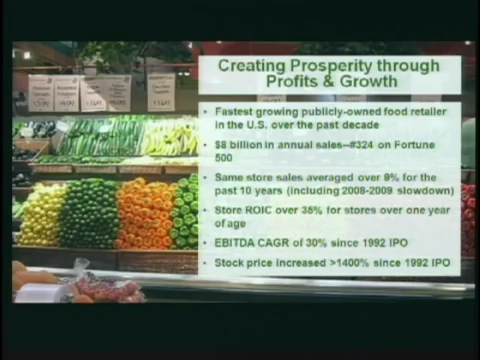 Creating Prosperity through
Profits & Growth
• Fastest growing publicly-owned food retailer
in the U.S. over the past decade
• $8 billion in annual sales--#324 on Fortune
500
• Same store sales averaged over 9% for the
past 10 years (including 2008-2009 slowdown)
• Store ROIC over 35% for stores over one year
of age
• EBITDA CAGR of 30% since 1992 IPO
• Stock price increased >1400% since 1992 IPO